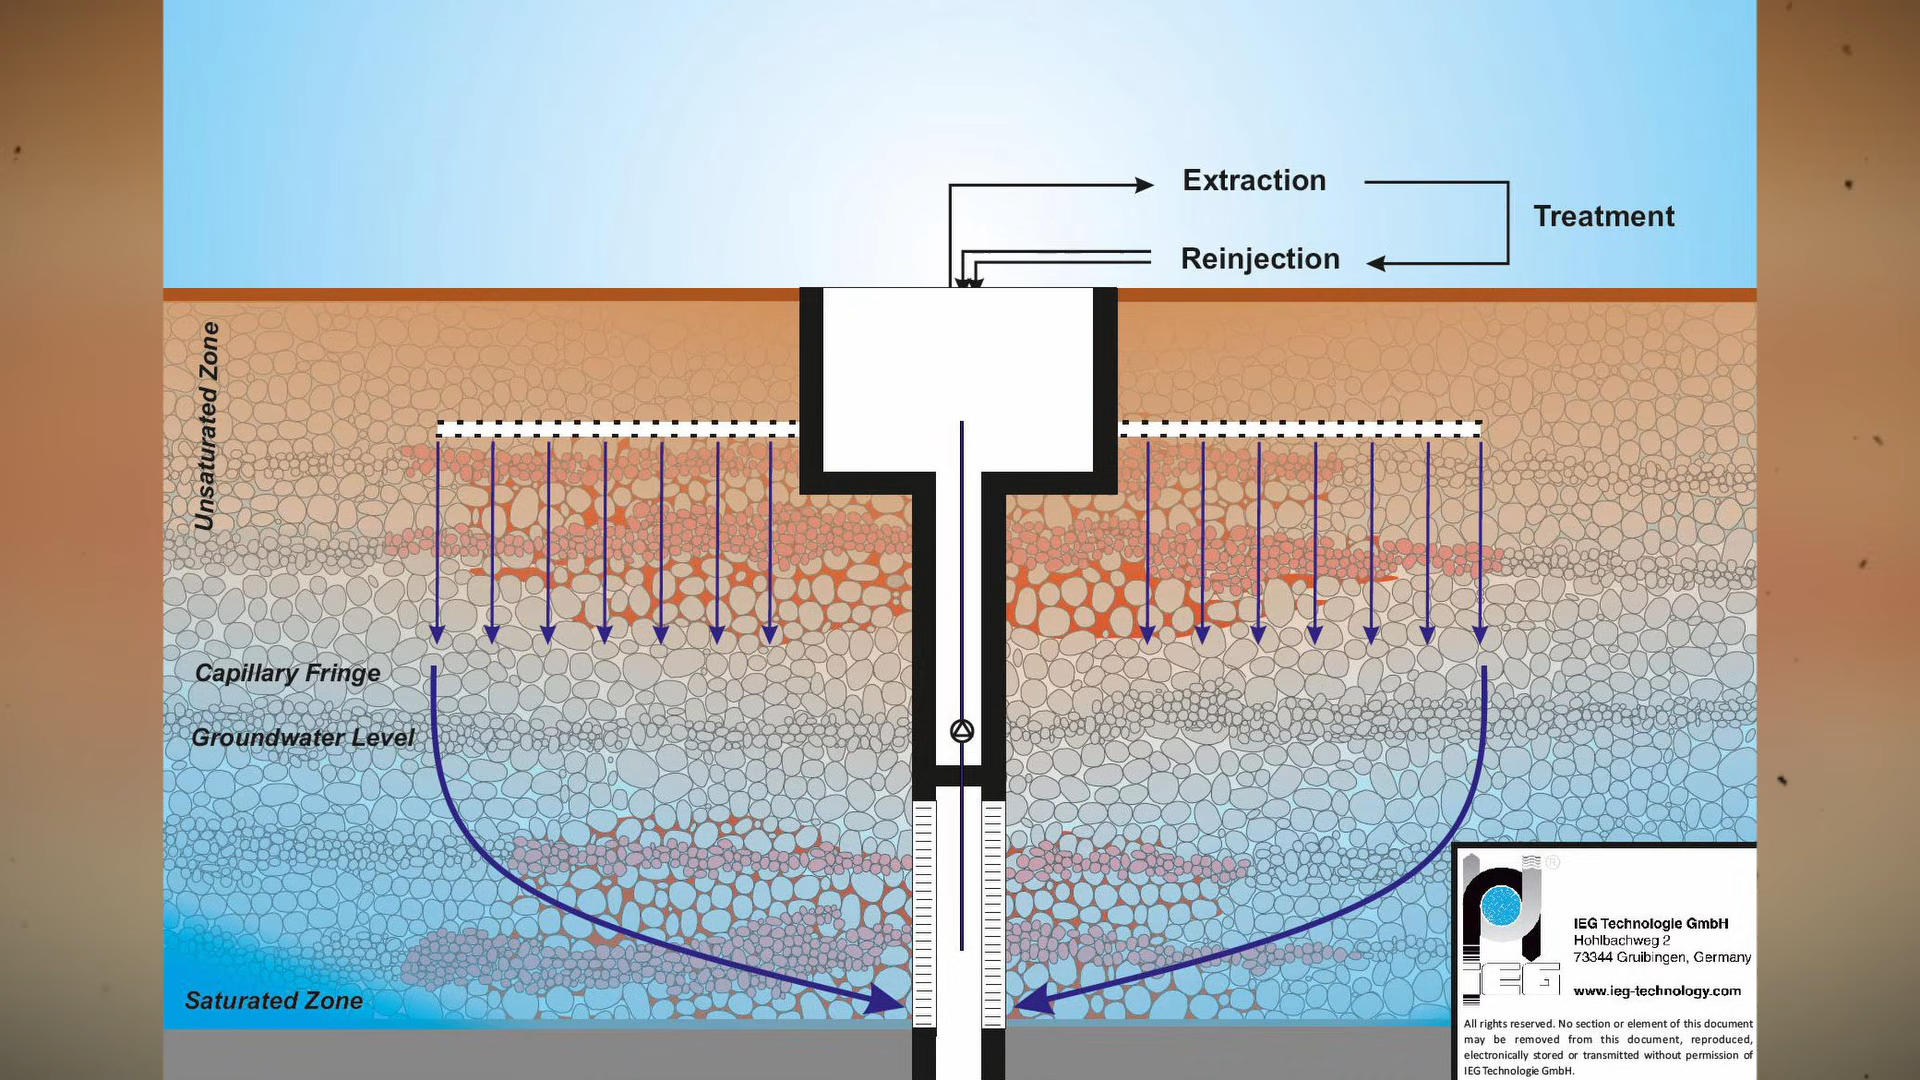 Extraction
Treatment
Reinjection
Unsaturated Zone
Capillary Fringe
Groundwater Level
Saturated Zone
®
IEG
IEG Technologie GmbH
Hohlbachweg 2
73344 Gruibingen, Germany
www.ieg-technology.com
All rights reserved. No section or element of this document
may be removed from this document, reproduced,
electronically stored or transmitted without permission of
IEG Technologie GmbH.